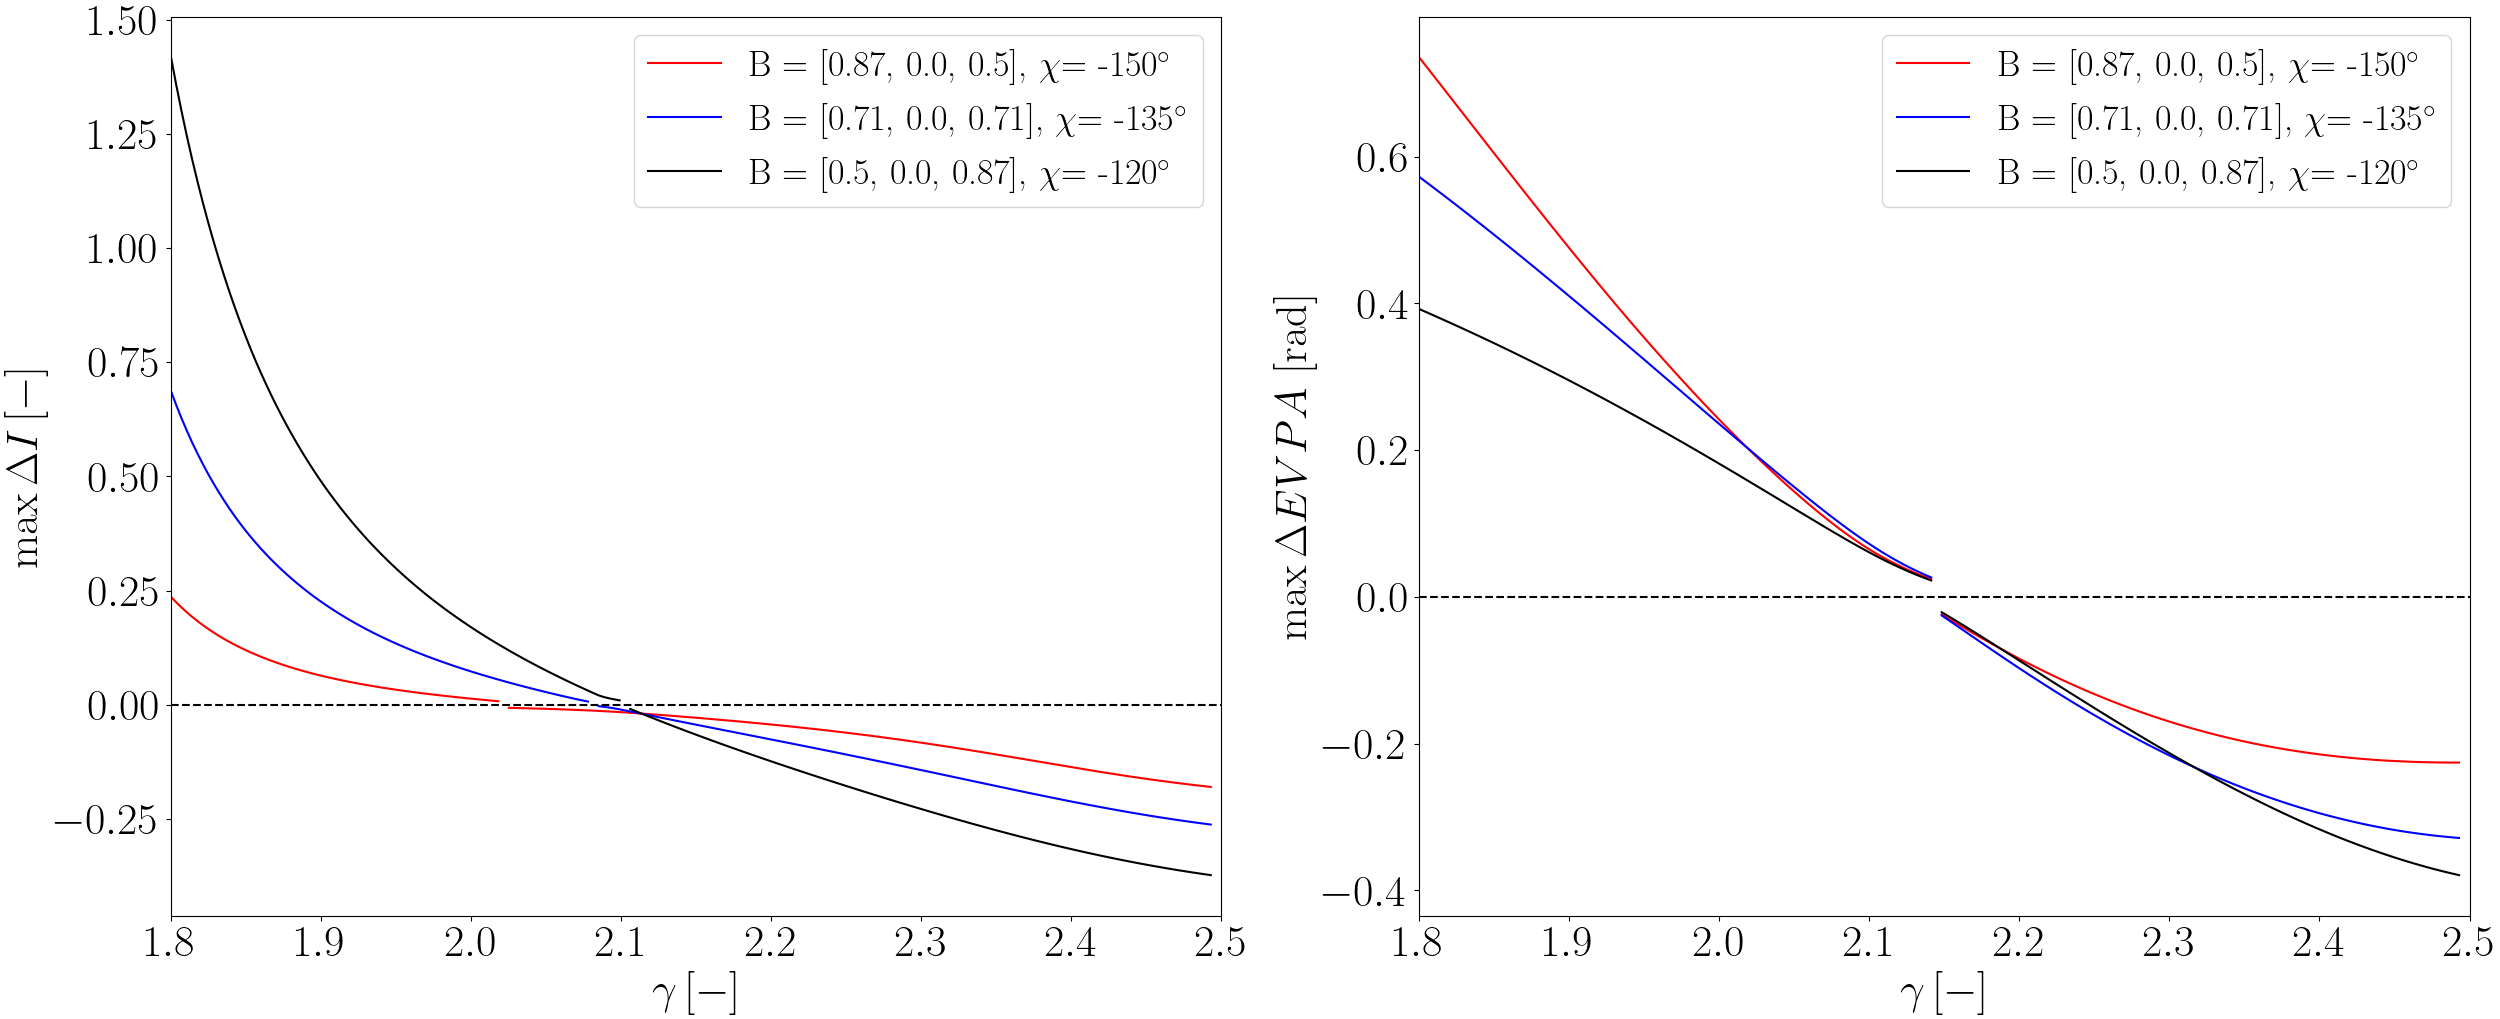 max ΔI [−]
1.50
1.25
1.00
0.75
0.50
0.25
0.00
−0.25
B = [0.87, 0.0, 0.5], χ= -150°
B = [0.71, 0.0, 0.71], χ= -135°
B = [0.5, 0.0, 0.87], χ= -120°
1.8 1.9 2.0 2.1 2.2 2.3 2.4 2.5
γ [−]
max ΔEVPA [rad]
0.6
0.4
0.2
0.0
−0.2
−0.4
B = [0.87, 0.0, 0.5], χ= -150°
B = [0.71, 0.0, 0.71], χ= -135°
B = [0.5, 0.0, 0.87], χ= -120°
1.8 1.9 2.0 2.1 2.2 2.3 2.4 2.5
γ [−]